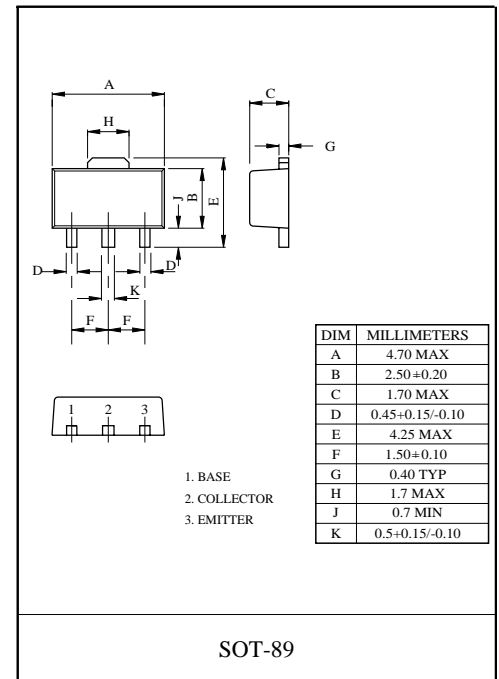 A
H
C
G
J
B
E
D
D
K
F
F
1
2
3
1. BASE
2. COLLECTOR
3. EMITTER
DIM MILLIMETERS
A 4.70 MAX
B 2.50±0.20
C 1.70 MAX
D 0.45+0.15/-0.10
E 4.25 MAX
F 1.50±0.10
G 0.40 TYP
H 1.7 MAX
J 0.7 MIN
K 0.5+0.15/-0.10
SOT-89